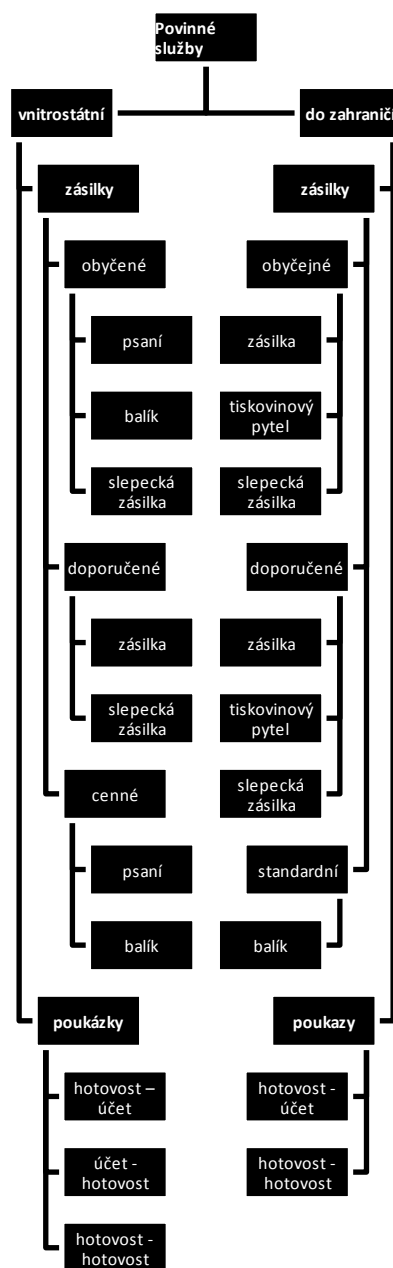 Povinné
služby
vnitrostátní
do zahraničí
zásilky
zásilky
obyčené
obyčejné
psaní
zásilka
balík
tiskovinový
pytel
slepecká
zásilka
slepecká
zásilka
doporučené
doporučené
zásilka
zásilka
slepecká
zásilka
tiskovinový
pytel
cenné
slepecká
zásilka
psaní
standardní
balík
balík
poukázky
poukazy
hotovost –
účet
hotovost -
účet
účet -
hotovost
hotovost -
hotovost
hotovost -
hotovost